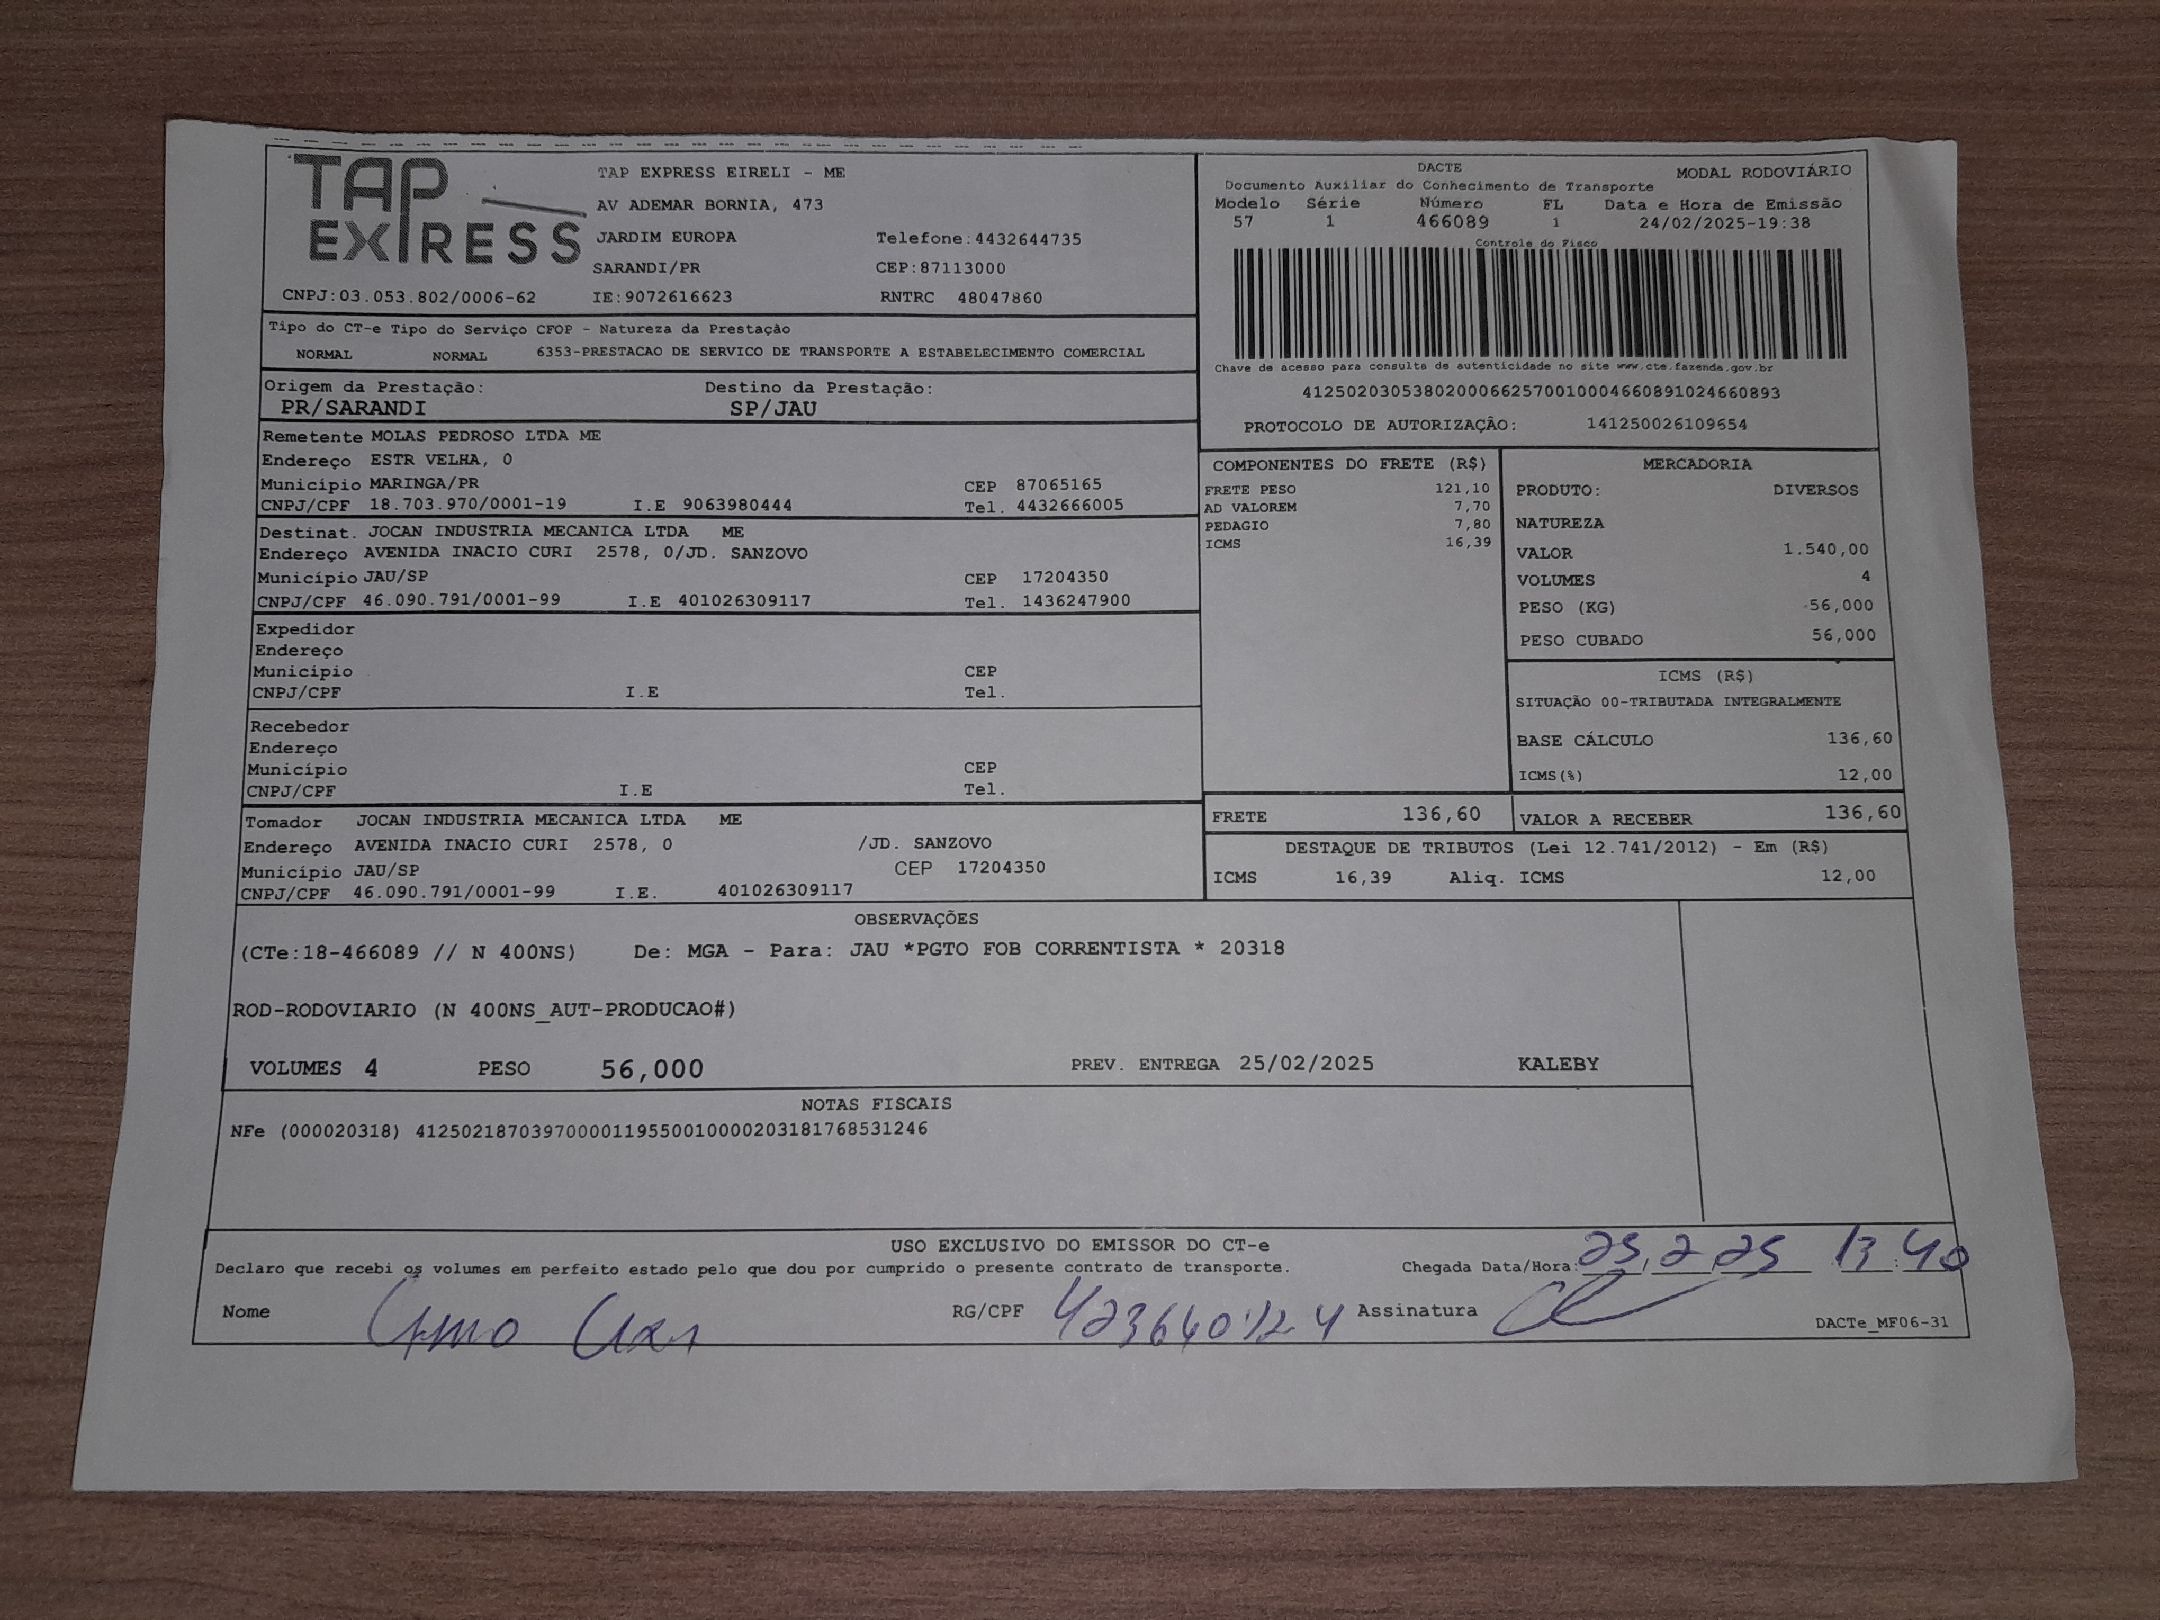 TAP EXPRESS
TAP EXPRESS EIRELI - ME
AV ADEMAR BORNIA, 473
JARDIM EUROPA Telefone:4432644735
SARANDI/PR CEP:87113000
CNPJ:03.053.802/0006-62 IE:9072616623 RNTRC 48047860
DACTE MODAL RODOVIÁRIO
Documento Auxiliar do Conhecimento de Transporte
Modelo Série Número FL Data e Hora de Emissão
57 1 466089 1 24/02/2025-19:38
Controle do Fisco
Chave de acesso para consulta de autenticidade no site www.cte.fazenda.gov.br
41250203053802000662570010004660891024660893
PROTOCOLO DE AUTORIZAÇÃO: 141250026109654
Tipo do CT-e Tipo do Serviço CFOP - Natureza da Prestação
NORMAL NORMAL 6353-PRESTACAO DE SERVICO DE TRANSPORTE A ESTABELECIMENTO COMERCIAL
Origem da Prestação: Destino da Prestação:
PR/SARANDI SP/JAU
Remetente MOLAS PEDROSO LTDA ME
Endereço ESTR VELHA, 0
Município MARINGA/PR CEP 87065165
CNPJ/CPF 18.703.970/0001-19 I.E 9063980444 Tel. 4432666005
Destinat. JOCAN INDUSTRIA MECANICA LTDA ME
Endereço AVENIDA INACIO CURI 2578, 0/JD. SANZOVO
Município JAU/SP CEP 17204350
CNPJ/CPF 46.090.791/0001-99 I.E 401026309117 Tel. 1436247900
Expedidor
Endereço
Município CEP
CNPJ/CPF I.E Tel.
Recebedor
Endereço
Município CEP
CNPJ/CPF I.E Tel.
Tomador JOCAN INDUSTRIA MECANICA LTDA ME
Endereço AVENIDA INACIO CURI 2578, 0 /JD. SANZOVO
Município JAU/SP CEP 17204350
CNPJ/CPF 46.090.791/0001-99 I.E. 401026309117
COMPONENTES DO FRETE (R$)
FRETE PESO 121,10
AD VALOREM 7,70
PEDAGIO 7,80
ICMS 16,39
MERCADORIA
PRODUTO: DIVERSOS
NATUREZA
VALOR 1.540,00
VOLUMES 4
PESO (KG) 56,000
PESO CUBADO 56,000
ICMS (R$)
SITUAÇÃO 00-TRIBUTADA INTEGRALMENTE
BASE CÁLCULO 136,60
ICMS(%) 12,00
FRETE 136,60 VALOR A RECEBER 136,60
DESTAQUE DE TRIBUTOS (Lei 12.741/2012) - Em (R$)
ICMS 16,39 Aliq. ICMS 12,00
OBSERVAÇÕES
(CTe:18-466089 // N 400NS) De: MGA - Para: JAU *PGTO FOB CORRENTISTA * 20318
ROD-RODOVIARIO (N 400NS_AUT-PRODUCAO#)
VOLUMES 4 PESO 56,000 PREV. ENTREGA 25/02/2025 KALEBY
NOTAS FISCAIS
NFe (000020318) 41250218703970000119550010000203181768531246
USO EXCLUSIVO DO EMISSOR DO CT-e
Declaro que recebi os volumes em perfeito estado pelo que dou por cumprido o presente contrato de transporte. Chegada Data/Hora: 25.2.25 13:40
Nome RG/CPF Assinatura
DACTe_MF06-31